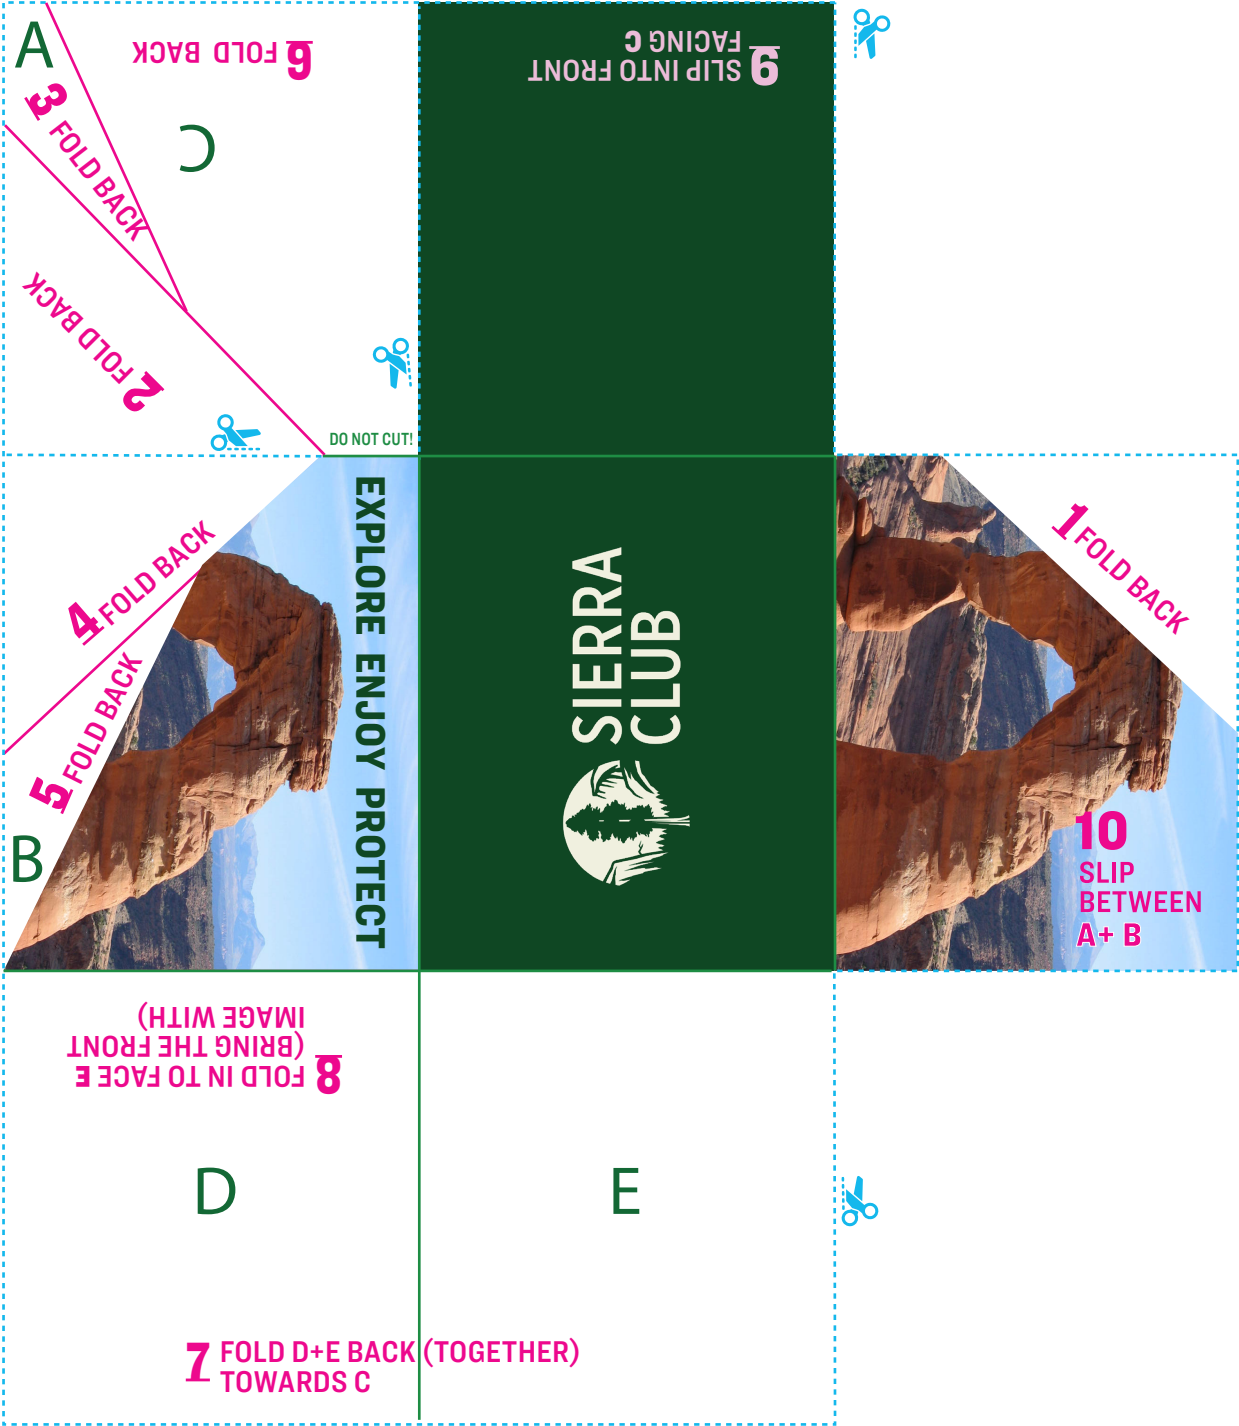 A
6 FOLD BACK
3 FOLD BACK
C
2 FOLD BACK
DO NOT CUT!
9 SLIP INTO FRONT
FACING C
4 FOLD BACK
5 FOLD BACK
B
EXPLORE ENJOY PROTECT
SIERRA
CLUB
1 FOLD BACK
10
SLIP
BETWEEN
A+ B
8 FOLD IN TO FACE E
(BRING THE FRONT
IMAGE WITH)
D
E
7 FOLD D+E BACK (TOGETHER)
TOWARDS C